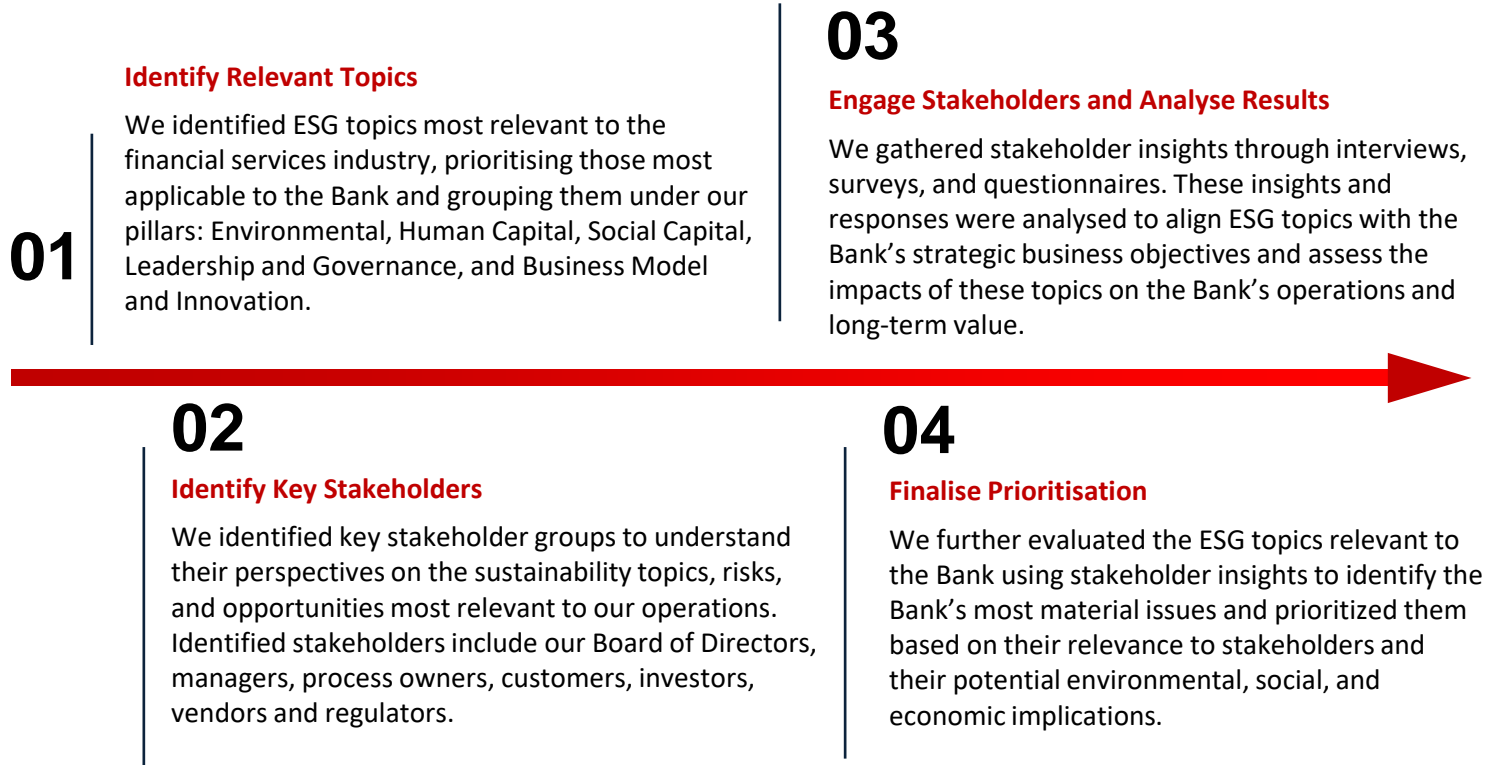 01
Identify Relevant Topics
We identified ESG topics most relevant to the
financial services industry, prioritising those most
applicable to the Bank and grouping them under our
pillars: Environmental, Human Capital, Social Capital,
Leadership and Governance, and Business Model
and Innovation.
02
Identify Key Stakeholders
We identified key stakeholder groups to understand
their perspectives on the sustainability topics, risks,
and opportunities most relevant to our operations.
Identified stakeholders include our Board of Directors,
managers, process owners, customers, investors,
vendors and regulators.
03
Engage Stakeholders and Analyse Results
We gathered stakeholder insights through interviews,
surveys, and questionnaires. These insights and
responses were analysed to align ESG topics with the
Bank’s strategic business objectives and assess the
impacts of these topics on the Bank’s operations and
long-term value.
04
Finalise Prioritisation
We further evaluated the ESG topics relevant to
the Bank using stakeholder insights to identify the
Bank’s most material issues and prioritized them
based on their relevance to stakeholders and
their potential environmental, social, and
economic implications.